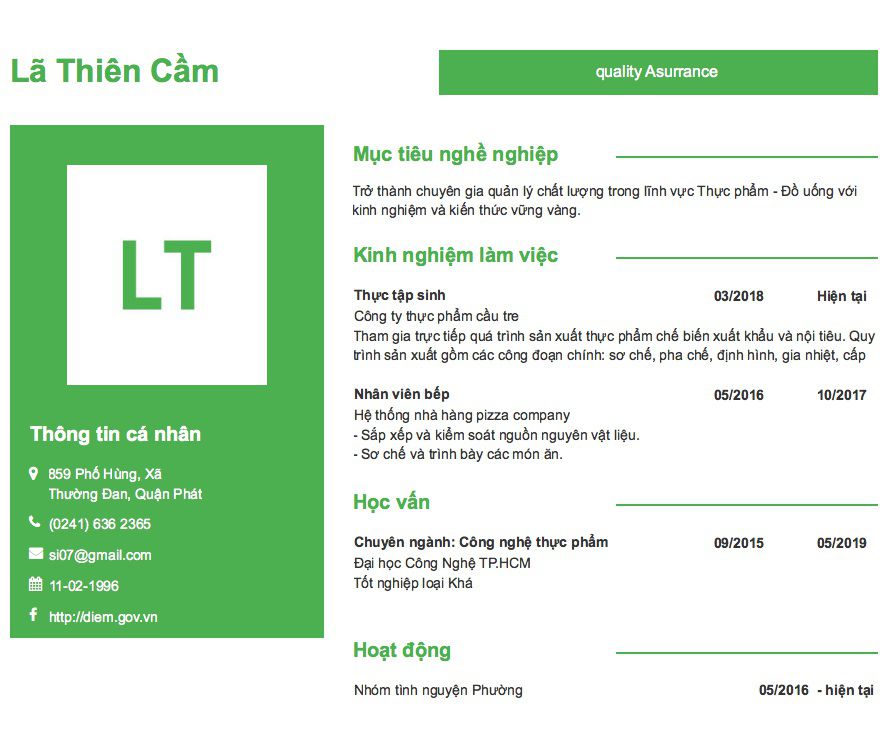 Lã Thiên Cầm
quality Asurrance
LT
Thông tin cá nhân
859 Phố Hùng, Xã
Thường Đan, Quận Phát
(0241) 636 2365
si07@gmail.com
11-02-1996
http://diem.gov.vn
Mục tiêu nghề nghiệp
Trở thành chuyên gia quản lý chất lượng trong lĩnh vực Thực phẩm - Đồ uống với
kinh nghiệm và kiến thức vững vàng.
Kinh nghiệm làm việc
Thực tập sinh 03/2018 Hiện tại
Công ty thực phẩm cầu tre
Tham gia trực tiếp quá trình sản xuất thực phẩm chế biến xuất khẩu và nội tiêu. Quy
trình sản xuất gồm các công đoạn chính: sơ chế, pha chế, định hình, gia nhiệt, cấp
Nhân viên bếp 05/2016 10/2017
Hệ thống nhà hàng pizza company
- Sắp xếp và kiểm soát nguồn nguyên vật liệu.
- Sơ chế và trình bày các món ăn.
Học vấn
Chuyên ngành: Công nghệ thực phẩm 09/2015 05/2019
Đại học Công Nghệ TP.HCM
Tốt nghiệp loại Khá
Hoạt động
Nhóm tình nguyện Phường 05/2016 - hiện tại